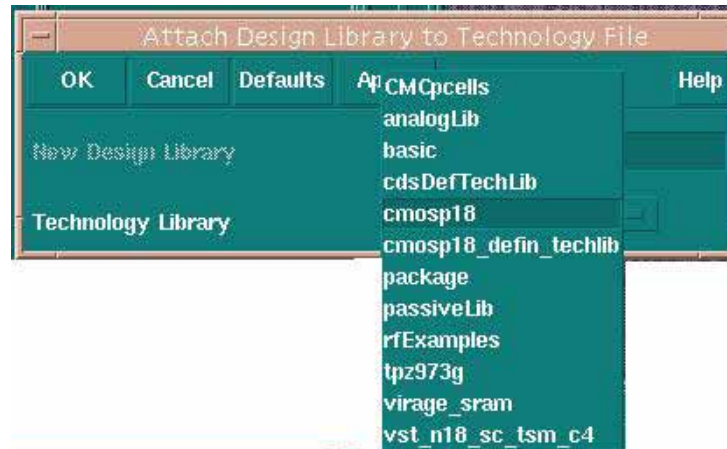 Attach Design Library to Technology File
OK Cancel Defaults Ap Help
CMCpcells
analogLib
New Design Library
basic
cdsDefTechLib
Technology Library
cmosp18
cmosp18_defin_techlib
package
passiveLib
rfExamples
tpz973g
virage_sram
vst_n18_sc_tsm_c4